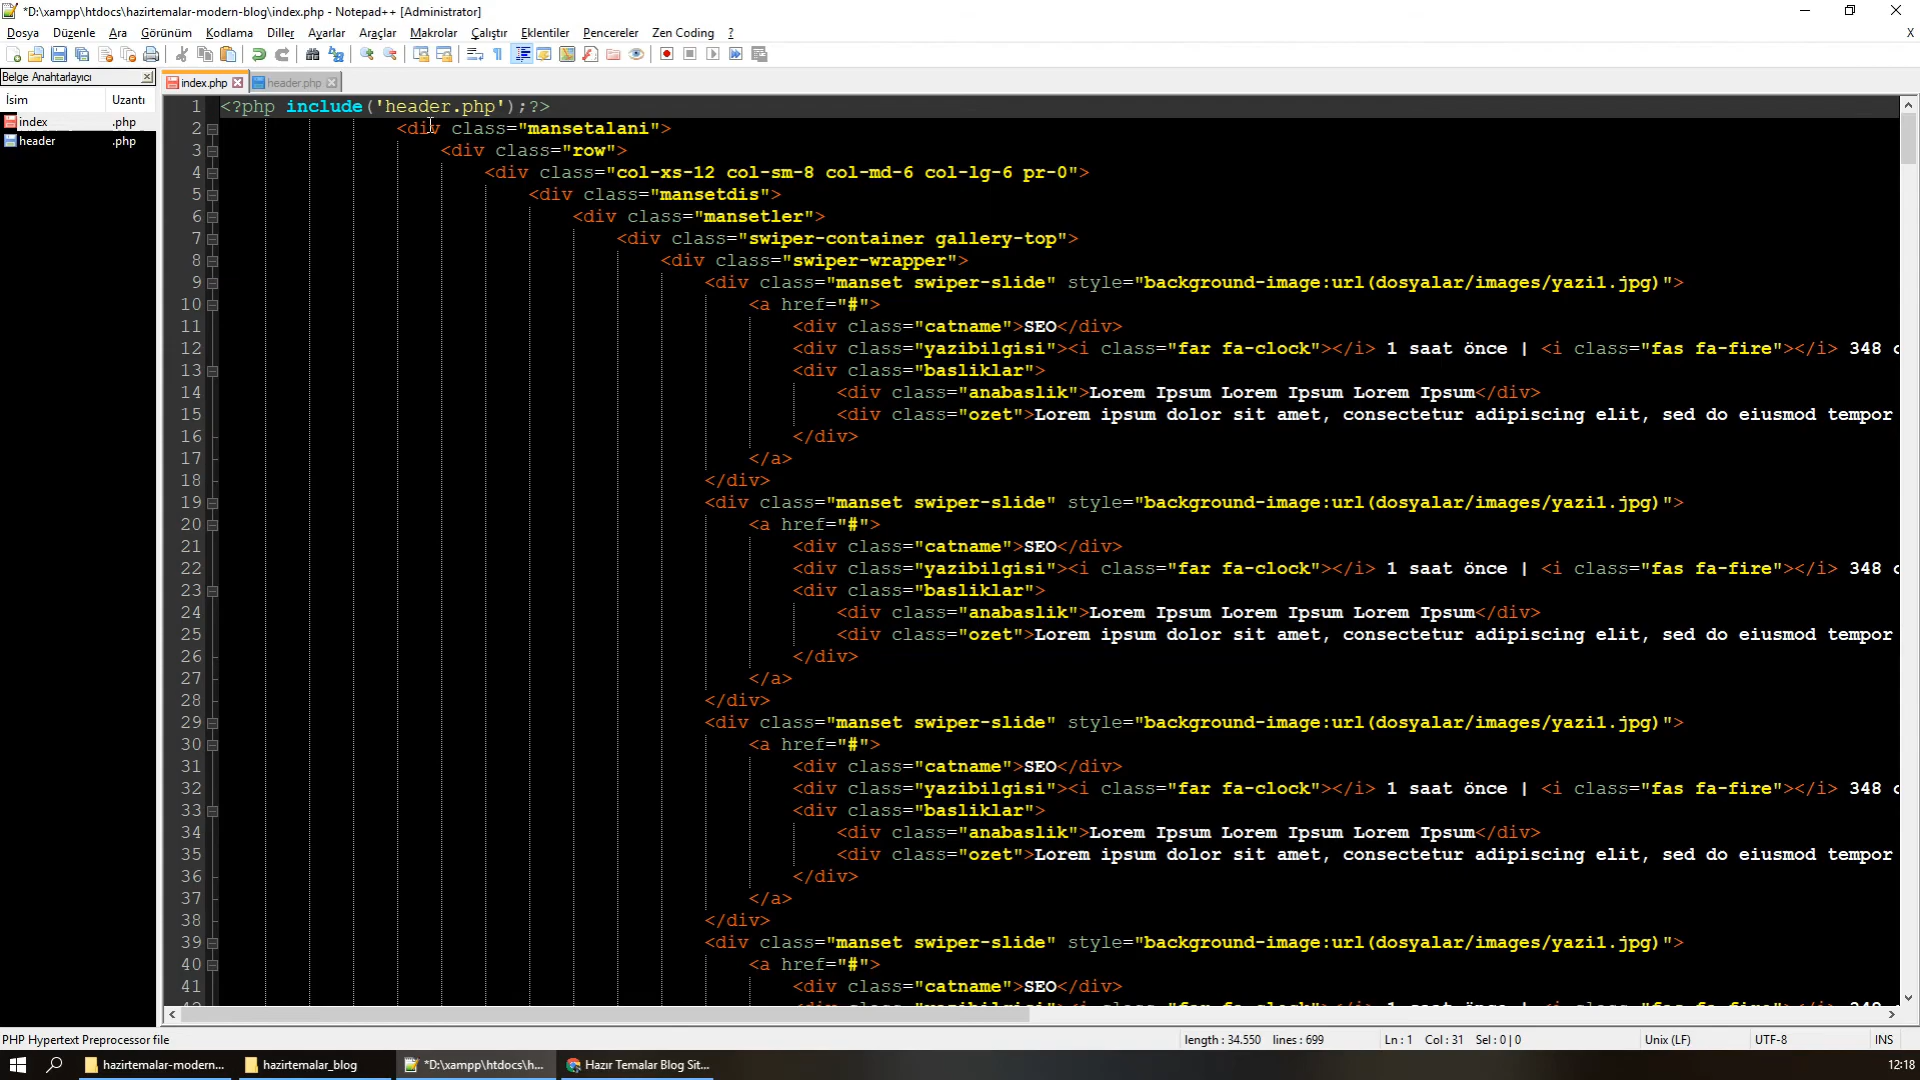 *D:\xampp\htdocs\hazirtemalar-modern-blog\index.php - Notepad++ [Administrator]
Dosya Düzenle Ara Görünüm Kodlama Diller Ayarlar Araçlar Makrolar Çalıştır Eklentiler Pencereler Zen Coding ? X
Belge Anahtarlayıcı
index.php header.php
İsim Uzantı
index .php
header .php
1 <?php include('header.php');?>
2 <div class="mansetalani">
3 <div class="row">
4 <div class="col-xs-12 col-sm-8 col-md-6 col-lg-6 pr-0">
5 <div class="mansetdis">
6 <div class="mansetler">
7 <div class="swiper-container gallery-top">
8 <div class="swiper-wrapper">
9 <div class="manset swiper-slide" style="background-image:url(dosyalar/images/yazi1.jpg)">
10 <a href="#">
11 <div class="catname">SEO</div>
12 <div class="yazibilgisi"><i class="far fa-clock"></i> 1 saat önce | <i class="fas fa-fire"></i> 348
13 <div class="basliklar">
14 <div class="anabaslik">Lorem Ipsum Lorem Ipsum Lorem Ipsum</div>
15 <div class="ozet">Lorem ipsum dolor sit amet, consectetur adipiscing elit, sed do eiusmod tempor
16 </div>
17 </a>
18 </div>
19 <div class="manset swiper-slide" style="background-image:url(dosyalar/images/yazi1.jpg)">
20 <a href="#">
21 <div class="catname">SEO</div>
22 <div class="yazibilgisi"><i class="far fa-clock"></i> 1 saat önce | <i class="fas fa-fire"></i> 348
23 <div class="basliklar">
24 <div class="anabaslik">Lorem Ipsum Lorem Ipsum Lorem Ipsum</div>
25 <div class="ozet">Lorem ipsum dolor sit amet, consectetur adipiscing elit, sed do eiusmod tempor
26 </div>
27 </a>
28 </div>
29 <div class="manset swiper-slide" style="background-image:url(dosyalar/images/yazi1.jpg)">
30 <a href="#">
31 <div class="catname">SEO</div>
32 <div class="yazibilgisi"><i class="far fa-clock"></i> 1 saat önce | <i class="fas fa-fire"></i> 348
33 <div class="basliklar">
34 <div class="anabaslik">Lorem Ipsum Lorem Ipsum Lorem Ipsum</div>
35 <div class="ozet">Lorem ipsum dolor sit amet, consectetur adipiscing elit, sed do eiusmod tempor
36 </div>
37 </a>
38 </div>
39 <div class="manset swiper-slide" style="background-image:url(dosyalar/images/yazi1.jpg)">
40 <a href="#">
41 <div class="catname">SEO</div>
PHP Hypertext Preprocessor file length : 34.550 lines : 699 Ln : 1 Col : 31 Sel : 0 | 0 Unix (LF) UTF-8 INS
hazirtemalar-modern... hazirtemalar_blog *D:\xampp\htdocs\h... Hazır Temalar Blog Sit... 12:18